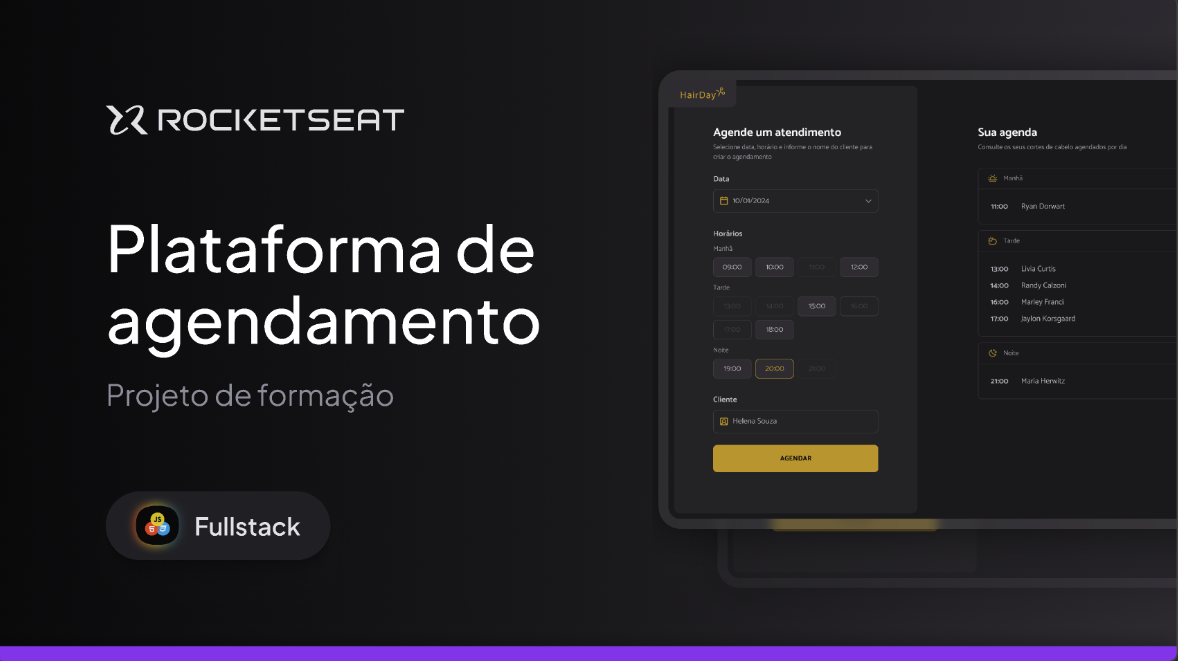 ROCKETSEAT
Plataforma de
agendamento
Projeto de formação
JS
Fullstack
HairDay
Agende um atendimento
Selecione data, horário e informe o nome do cliente para
criar o agendamento
Data
10/01/2024
Horários
Manhã
09:00 10:00 11:00 12:00
Tarde
13:00 14:00 15:00 16:00
17:00 18:00
Noite
19:00 20:00 21:00
Cliente
Helena Souza
AGENDAR
Sua agenda
Consulte os seus cortes de cabelo agendados por dia
Manhã
11:00 Ryan Dorwart
Tarde
13:00 Livia Curtis
14:00 Randy Calzoni
16:00 Marley Franci
17:00 Jaylon Korsgaard
Noite
21:00 Maria Herwitz